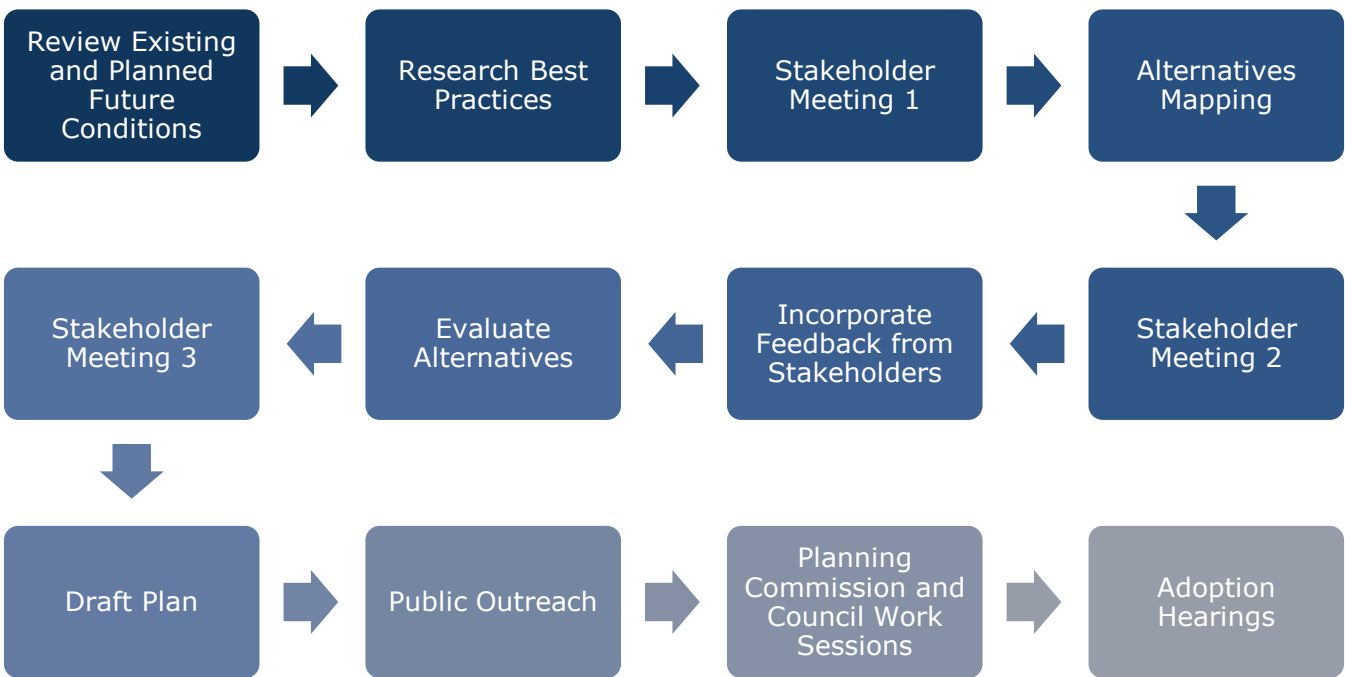 Review Existing
and Planned
Future
Conditions
Research Best
Practices
Stakeholder
Meeting 1
Alternatives
Mapping
Stakeholder
Meeting 2
Incorporate
Feedback from
Stakeholders
Evaluate
Alternatives
Stakeholder
Meeting 3
Draft Plan
Public Outreach
Planning
Commission and
Council Work
Sessions
Adoption
Hearings